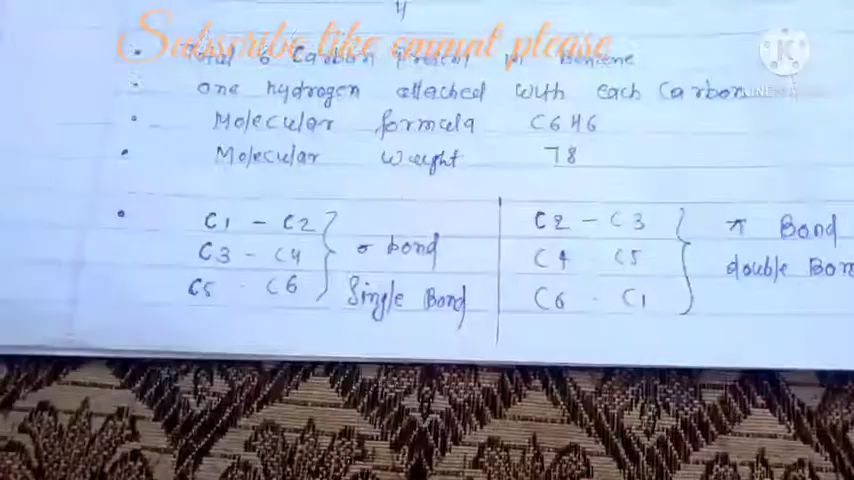 Subscribe like cmmnt please
Total 6 Carbon Present in Benzene
one hydrogen attached with each Carbon
Molecular formula C6H6
Molecular weight 78
C1 - C2
C3 - C4
C5 - C6
σ bond
Single Bond
C2 - C3
C4 C5
C6 - C1
π Bond
double Bon